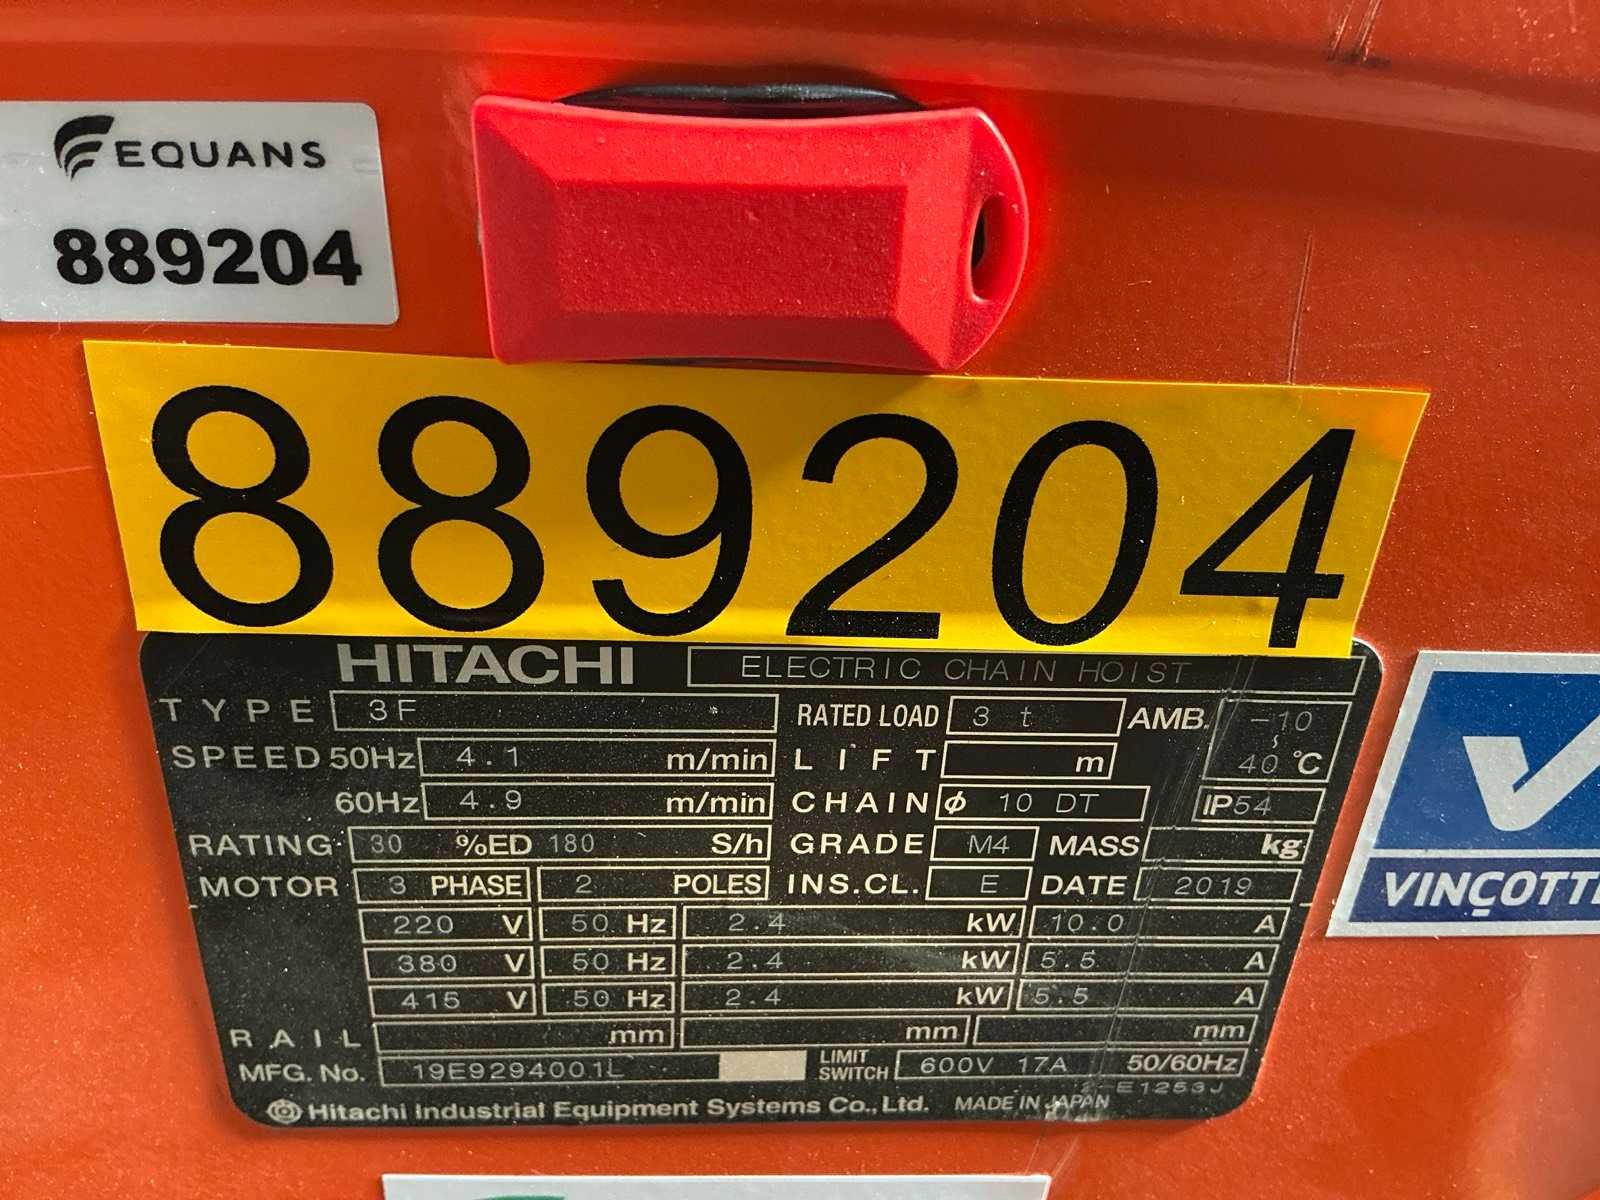 EQUANS
889204
889204
HITACHI ELECTRIC CHAIN HOIST
TYPE 3F RATED LOAD 3 t AMB. -10 ~ 40 °C
SPEED 50Hz 4.1 m/min LIFT m
60Hz 4.9 m/min CHAIN φ 10 DT IP54
RATING 30 %ED 180 S/h GRADE M4 MASS kg
MOTOR 3 PHASE 2 POLES INS.CL. E DATE 2019
220 V 50 Hz 2.4 kW 10.0 A
380 V 50 Hz 2.4 kW 5.5 A
415 V 50 Hz 2.4 kW 5.5 A
RAIL mm mm mm
MFG. No. 19E9294001L LIMIT SWITCH 600V 17A 50/60Hz
Hitachi Industrial Equipment Systems Co., Ltd. MADE IN JAPAN 2-E1253J
VINÇOTT